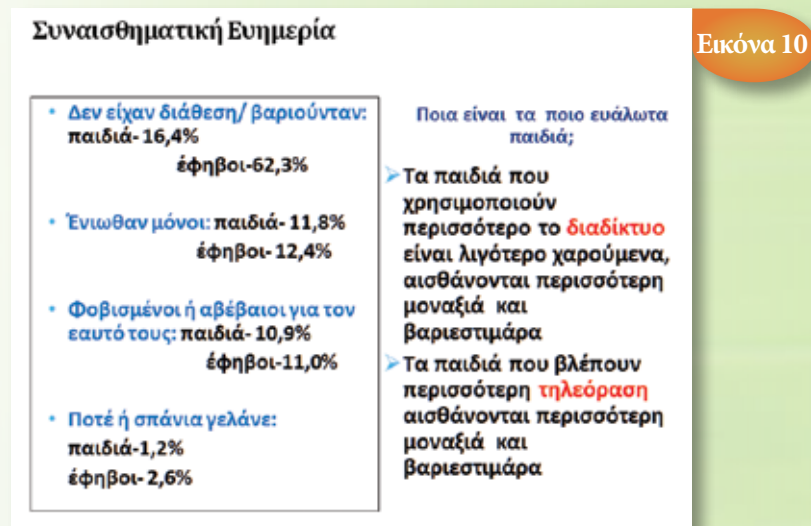 Συναισθηματική Ευημερία
Εικόνα 10
• Δεν είχαν διάθεση/ βαριούνταν:
παιδιά- 16,4%
έφηβοι-62,3%
• Ένιωθαν μόνοι: παιδιά- 11,8%
έφηβοι- 12,4%
• Φοβισμένοι ή αβέβαιοι για τον
εαυτό τους: παιδιά- 10,9%
έφηβοι-11,0%
• Ποτέ ή σπάνια γελάνε:
παιδιά-1,2%
έφηβοι- 2,6%
Ποια είναι τα ποιο ευάλωτα
παιδιά;
➢Τα παιδιά που
χρησιμοποιούν
περισσότερο το διαδίκτυο
είναι λιγότερο χαρούμενα,
αισθάνονται περισσότερη
μοναξιά και
βαριεστιμάρα
➢Τα παιδιά που βλέπουν
περισσότερη τηλεόραση
αισθάνονται περισσότερη
μοναξιά και
βαριεστιμάρα